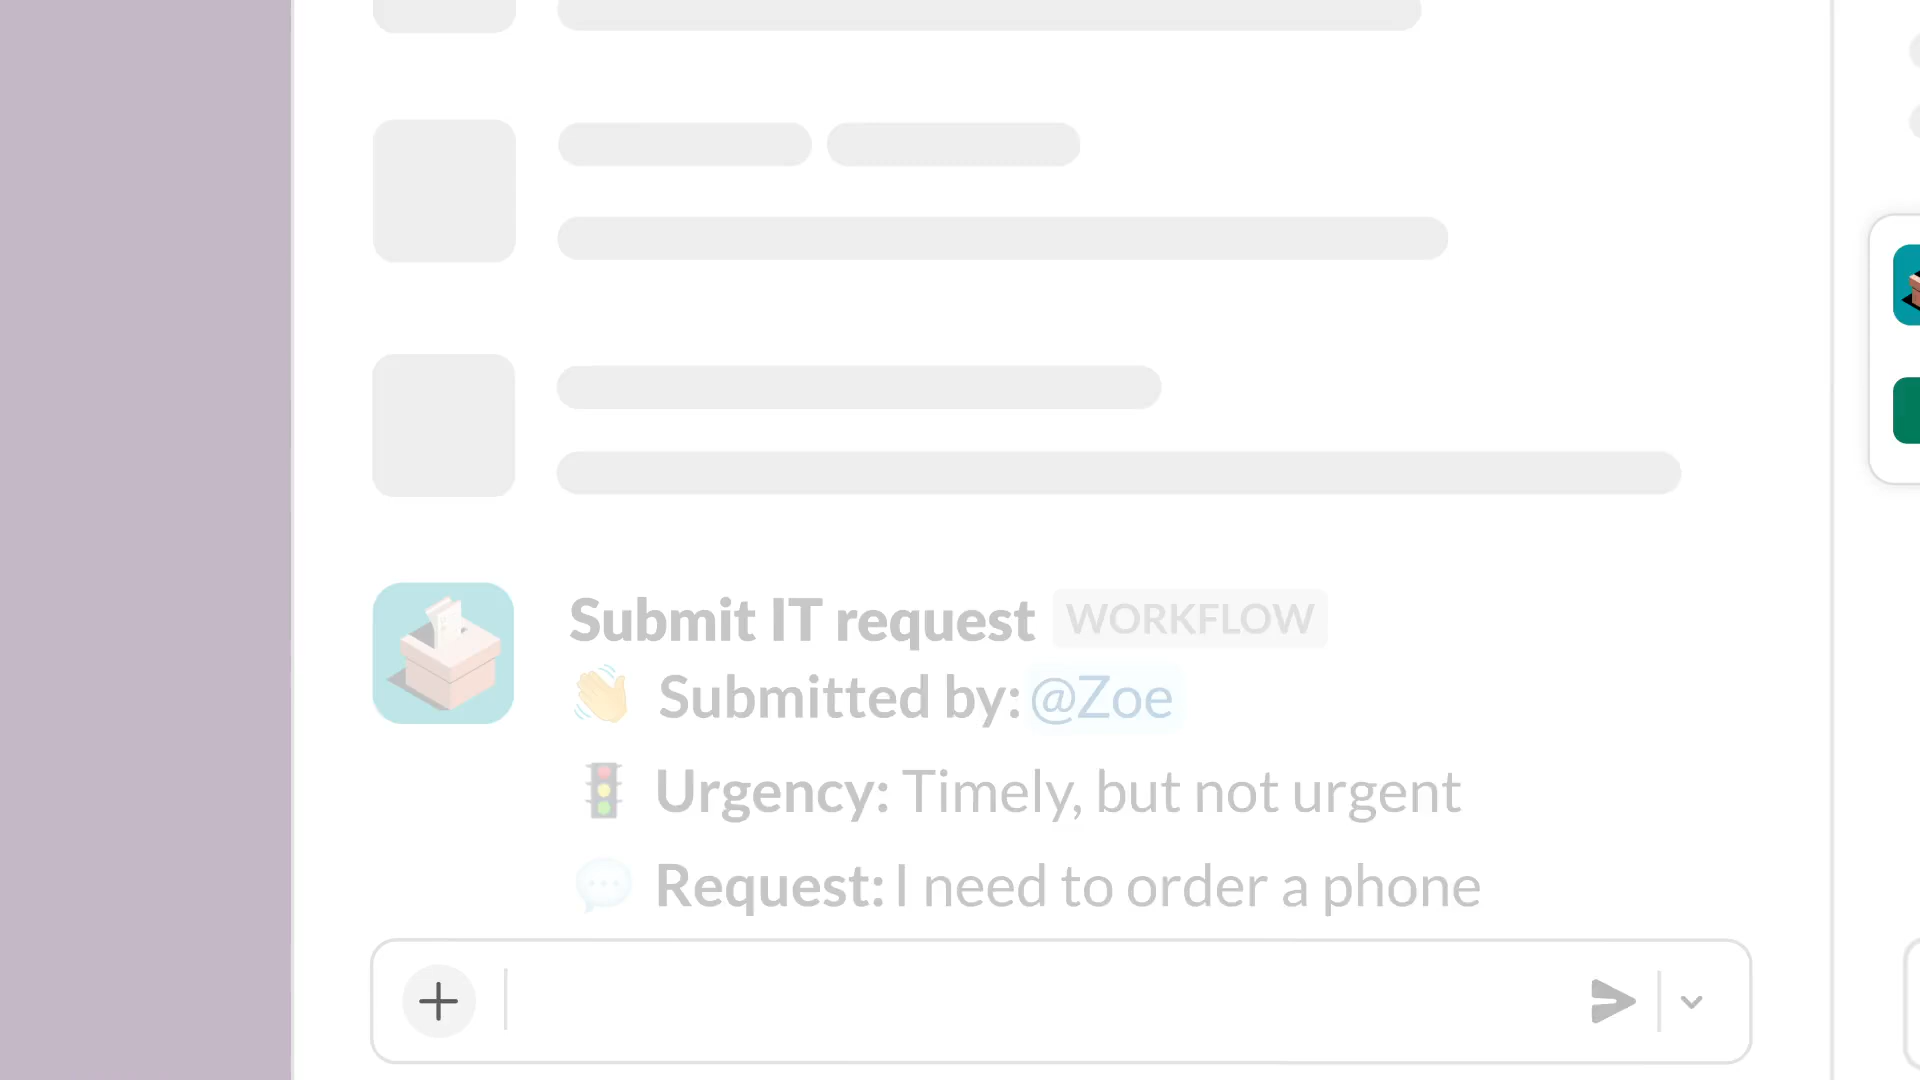 Submit IT request WORKFLOW
Submitted by: @Zoe
Urgency: Timely, but not urgent
Request: I need to order a phone